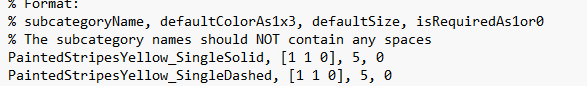 % Format:
% subcategoryName, defaultColorAs1x3, defaultSize, isRequiredAs1or0
% The subcategory names should NOT contain any spaces
PaintedStripesYellow_SingleSolid, [1 1 0], 5, 0
PaintedStripesYellow_SingleDashed, [1 1 0], 5, 0